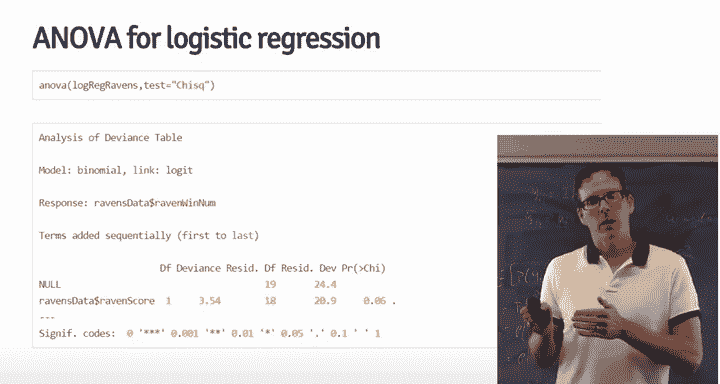 ANOVA for logistic regression
anova(logRegRavens,test="Chisq")
Analysis of Deviance Table
Model: binomial, link: logit
Response: ravensData$ravenWinNum
Terms added sequentially (first to last)
Df Deviance Resid. Df Resid. Dev Pr(>Chi)
NULL 19 24.4
ravensData$ravenScore 1 3.54 18 20.9 0.06 .
---
Signif. codes: 0 '***' 0.001 '**' 0.01 '*' 0.05 '.' 0.1 ' ' 1